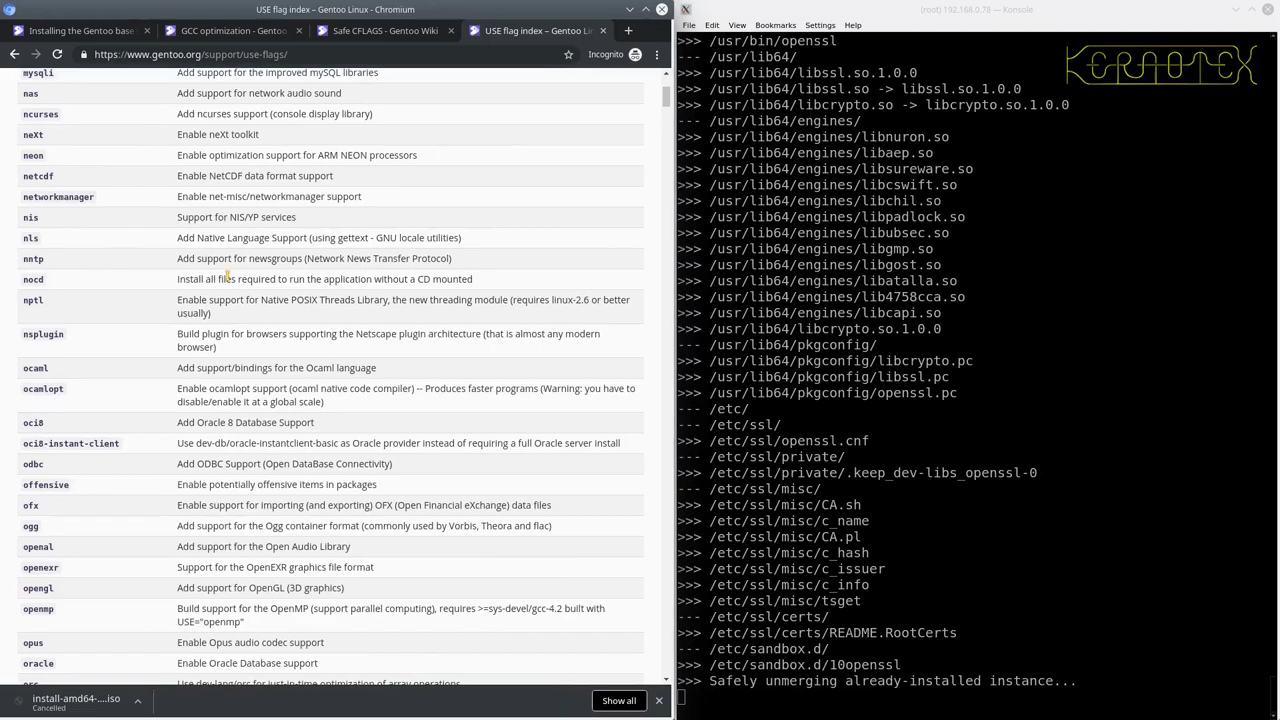 USE flag index – Gentoo Linux - Chromium
Installing the Gentoo base
GCC optimization - Gentoo
Safe CFLAGS - Gentoo Wiki
USE flag index – Gentoo Lin
https://www.gentoo.org/support/use-flags/
Incognito
mysqli Add support for the improved mySQL libraries
nas Add support for network audio sound
ncurses Add ncurses support (console display library)
neXt Enable neXt toolkit
neon Enable optimization support for ARM NEON processors
netcdf Enable NetCDF data format support
networkmanager Enable net-misc/networkmanager support
nis Support for NIS/YP services
nls Add Native Language Support (using gettext - GNU locale utilities)
nntp Add support for newsgroups (Network News Transfer Protocol)
nocd Install all files required to run the application without a CD mounted
nptl Enable support for Native POSIX Threads Library, the new threading module (requires linux-2.6 or better
usually)
nsplugin Build plugin for browsers supporting the Netscape plugin architecture (that is almost any modern
browser)
ocaml Add support/bindings for the Ocaml language
ocamlopt Enable ocamlopt support (ocaml native code compiler) -- Produces faster programs (Warning: you have to
disable/enable it at a global scale)
oci8 Add Oracle 8 Database Support
oci8-instant-client Use dev-db/oracle-instantclient-basic as Oracle provider instead of requiring a full Oracle server install
odbc Add ODBC Support (Open DataBase Connectivity)
offensive Enable potentially offensive items in packages
ofx Enable support for importing (and exporting) OFX (Open Financial eXchange) data files
ogg Add support for the Ogg container format (commonly used by Vorbis, Theora and flac)
openal Add support for the Open Audio Library
openexr Support for the OpenEXR graphics file format
opengl Add support for OpenGL (3D graphics)
openmp Build support for the OpenMP (support parallel computing), requires >=sys-devel/gcc-4.2 built with
USE="openmp"
opus Enable Opus audio codec support
oracle Enable Oracle Database support
orc Use dev-lang/orc for just-in-time optimization of array operations
install-amd64-....iso
Cancelled
Show all
(root) 192.168.0.78 — Konsole
File Edit View Bookmarks Settings Help
KERAOTEX
>>> /usr/bin/openssl
--- /usr/lib64/
>>> /usr/lib64/libssl.so.1.0.0
>>> /usr/lib64/libssl.so -> libssl.so.1.0.0
>>> /usr/lib64/libcrypto.so -> libcrypto.so.1.0.0
--- /usr/lib64/engines/
>>> /usr/lib64/engines/libnuron.so
>>> /usr/lib64/engines/libaep.so
>>> /usr/lib64/engines/libsureware.so
>>> /usr/lib64/engines/libcswift.so
>>> /usr/lib64/engines/libchil.so
>>> /usr/lib64/engines/libpadlock.so
>>> /usr/lib64/engines/libubsec.so
>>> /usr/lib64/engines/libgmp.so
>>> /usr/lib64/engines/libgost.so
>>> /usr/lib64/engines/libatalla.so
>>> /usr/lib64/engines/lib4758cca.so
>>> /usr/lib64/engines/libcapi.so
>>> /usr/lib64/libcrypto.so.1.0.0
--- /usr/lib64/pkgconfig/
>>> /usr/lib64/pkgconfig/libcrypto.pc
>>> /usr/lib64/pkgconfig/libssl.pc
>>> /usr/lib64/pkgconfig/openssl.pc
--- /etc/
--- /etc/ssl/
>>> /etc/ssl/openssl.cnf
--- /etc/ssl/private/
>>> /etc/ssl/private/.keep_dev-libs_openssl-0
--- /etc/ssl/misc/
>>> /etc/ssl/misc/CA.sh
>>> /etc/ssl/misc/c_name
>>> /etc/ssl/misc/CA.pl
>>> /etc/ssl/misc/c_hash
>>> /etc/ssl/misc/c_issuer
>>> /etc/ssl/misc/c_info
>>> /etc/ssl/misc/tsget
--- /etc/ssl/certs/
>>> /etc/ssl/certs/README.RootCerts
--- /etc/sandbox.d/
>>> /etc/sandbox.d/10openssl
>>> Safely unmerging already-installed instance...